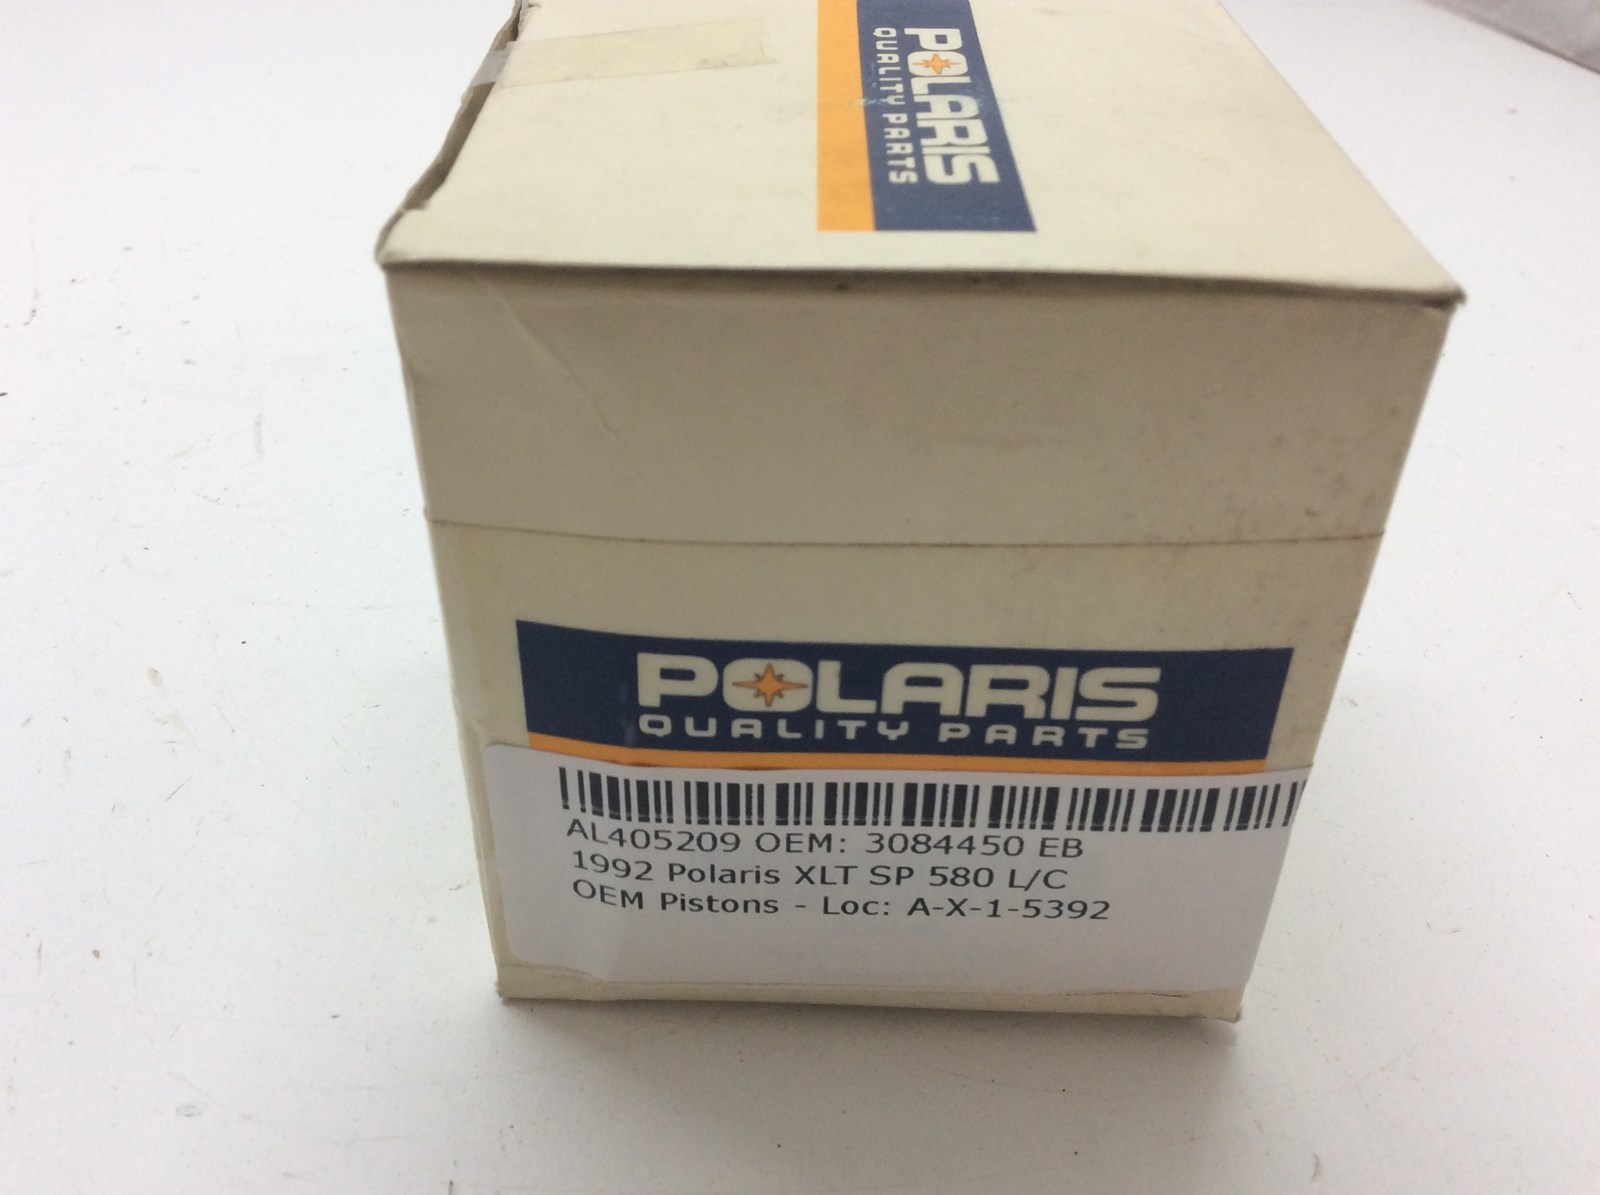 POLARIS
QUALITY PARTS
POLARIS
QUALITY PARTS
AL405209 OEM: 3084450 EB
1992 Polaris XLT SP 580 L/C
OEM Pistons - Loc: A-X-1-5392